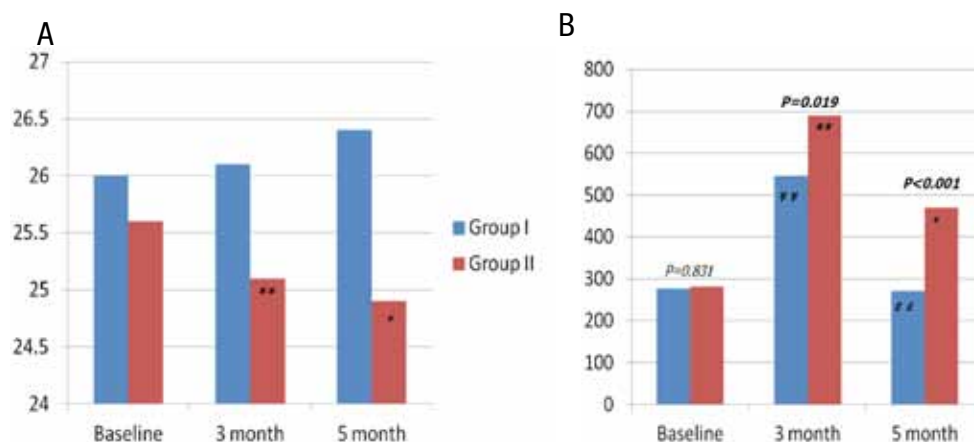 A
27
26.5
26
25.5
25
24.5
24
**
*
Baseline
3 month
5 month
Group I
Group II
B
800
700
600
500
400
300
200
100
0
P=0.831
P=0.019
P<0.001
**
*
Baseline
3 month
5 month